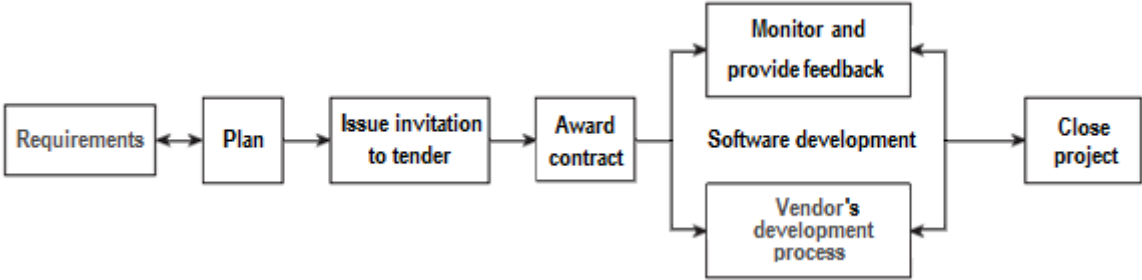 Requirements
Plan
Issue invitation
to tender
Award
contract
Monitor and
provide feedback
Software development
Vendor's
development
process
Close
project